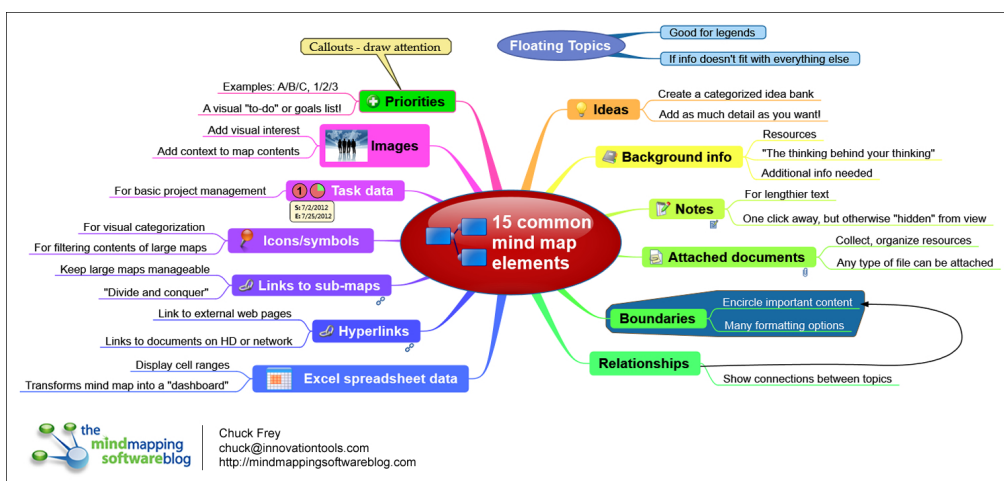 Callouts - draw attention
Floating Topics
Good for legends
If info doesn't fit with everything else
15 common
mind map
elements
Ideas
Create a categorized idea bank
Add as much detail as you want!
Background info
Resources
"The thinking behind your thinking"
Additional info needed
Notes
For lengthier text
One click away, but otherwise "hidden" from view
Attached documents
Collect, organize resources
Any type of file can be attached
Boundaries
Encircle important content
Many formatting options
Relationships
Show connections between topics
Priorities
Examples: A/B/C, 1/2/3
A visual "to-do" or goals list!
Images
Add visual interest
Add context to map contents
1
Task data
S: 7/2/2012
E: 7/25/2012
For basic project management
Icons/symbols
For visual categorization
For filtering contents of large maps
Links to sub-maps
Keep large maps manageable
"Divide and conquer"
Hyperlinks
Link to external web pages
Links to documents on HD or network
Excel spreadsheet data
Display cell ranges
Transforms mind map into a "dashboard"
the
mindmapping
softwareblog
Chuck Frey
chuck@innovationtools.com
http://mindmappingsoftwareblog.com